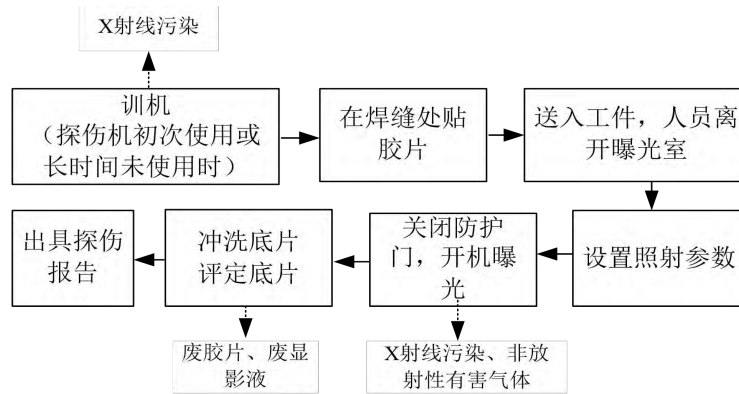 X射线污染
训机
（探伤机初次使用或
长时间未使用时）
在焊缝处贴
胶片
送入工件，人员离
开曝光室
设置照射参数
关闭防护
门，开机曝
光
冲洗底片
评定底片
出具探伤
报告
废胶片、废显
影液
X射线污染、非放
射性有害气体